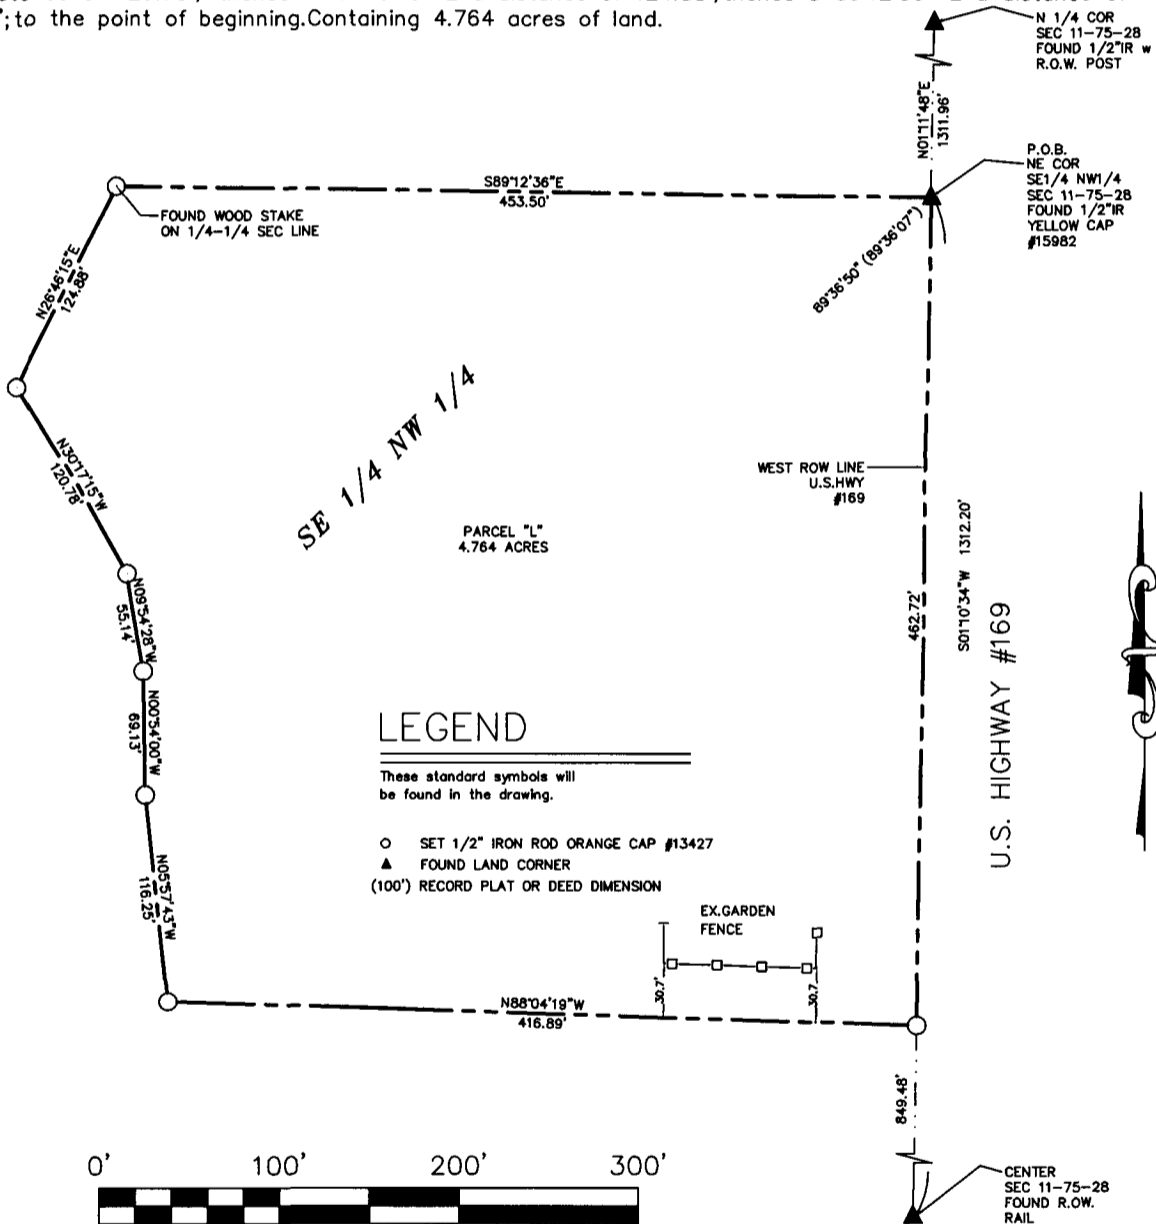 ';to the point of beginning.Containing 4.764 acres of land.
N 1/4 COR
SEC 11-75-28
FOUND 1/2"IR w
R.O.W. POST
N01°11'48"E
1311.96'
P.O.B.
NE COR
SE1/4 NW1/4
SEC 11-75-28
FOUND 1/2"IR
YELLOW CAP
#15982
S89°12'36"E
453.50'
FOUND WOOD STAKE
ON 1/4-1/4 SEC LINE
89°36'50" (89°36'07")
N26°46'15"E
124.88'
SE 1/4 NW 1/4
N30°17'15"W
120.78'
WEST ROW LINE
U.S.HWY
#169
PARCEL "L"
4.764 ACRES
462.72'
S01°10'34"W 1312.20'
U.S. HIGHWAY #169
N09°54'28"W
55.14'
N00°54'00"W
69.13'
LEGEND
These standard symbols will
be found in the drawing.
SET 1/2" IRON ROD ORANGE CAP #13427
FOUND LAND CORNER
(100') RECORD PLAT OR DEED DIMENSION
N05°57'43"W
116.25'
EX.GARDEN
FENCE
30.7'
30.7'
N88°04'19"W
416.89'
849.48'
CENTER
SEC 11-75-28
FOUND R.OW.
RAIL
0' 100' 200' 300'